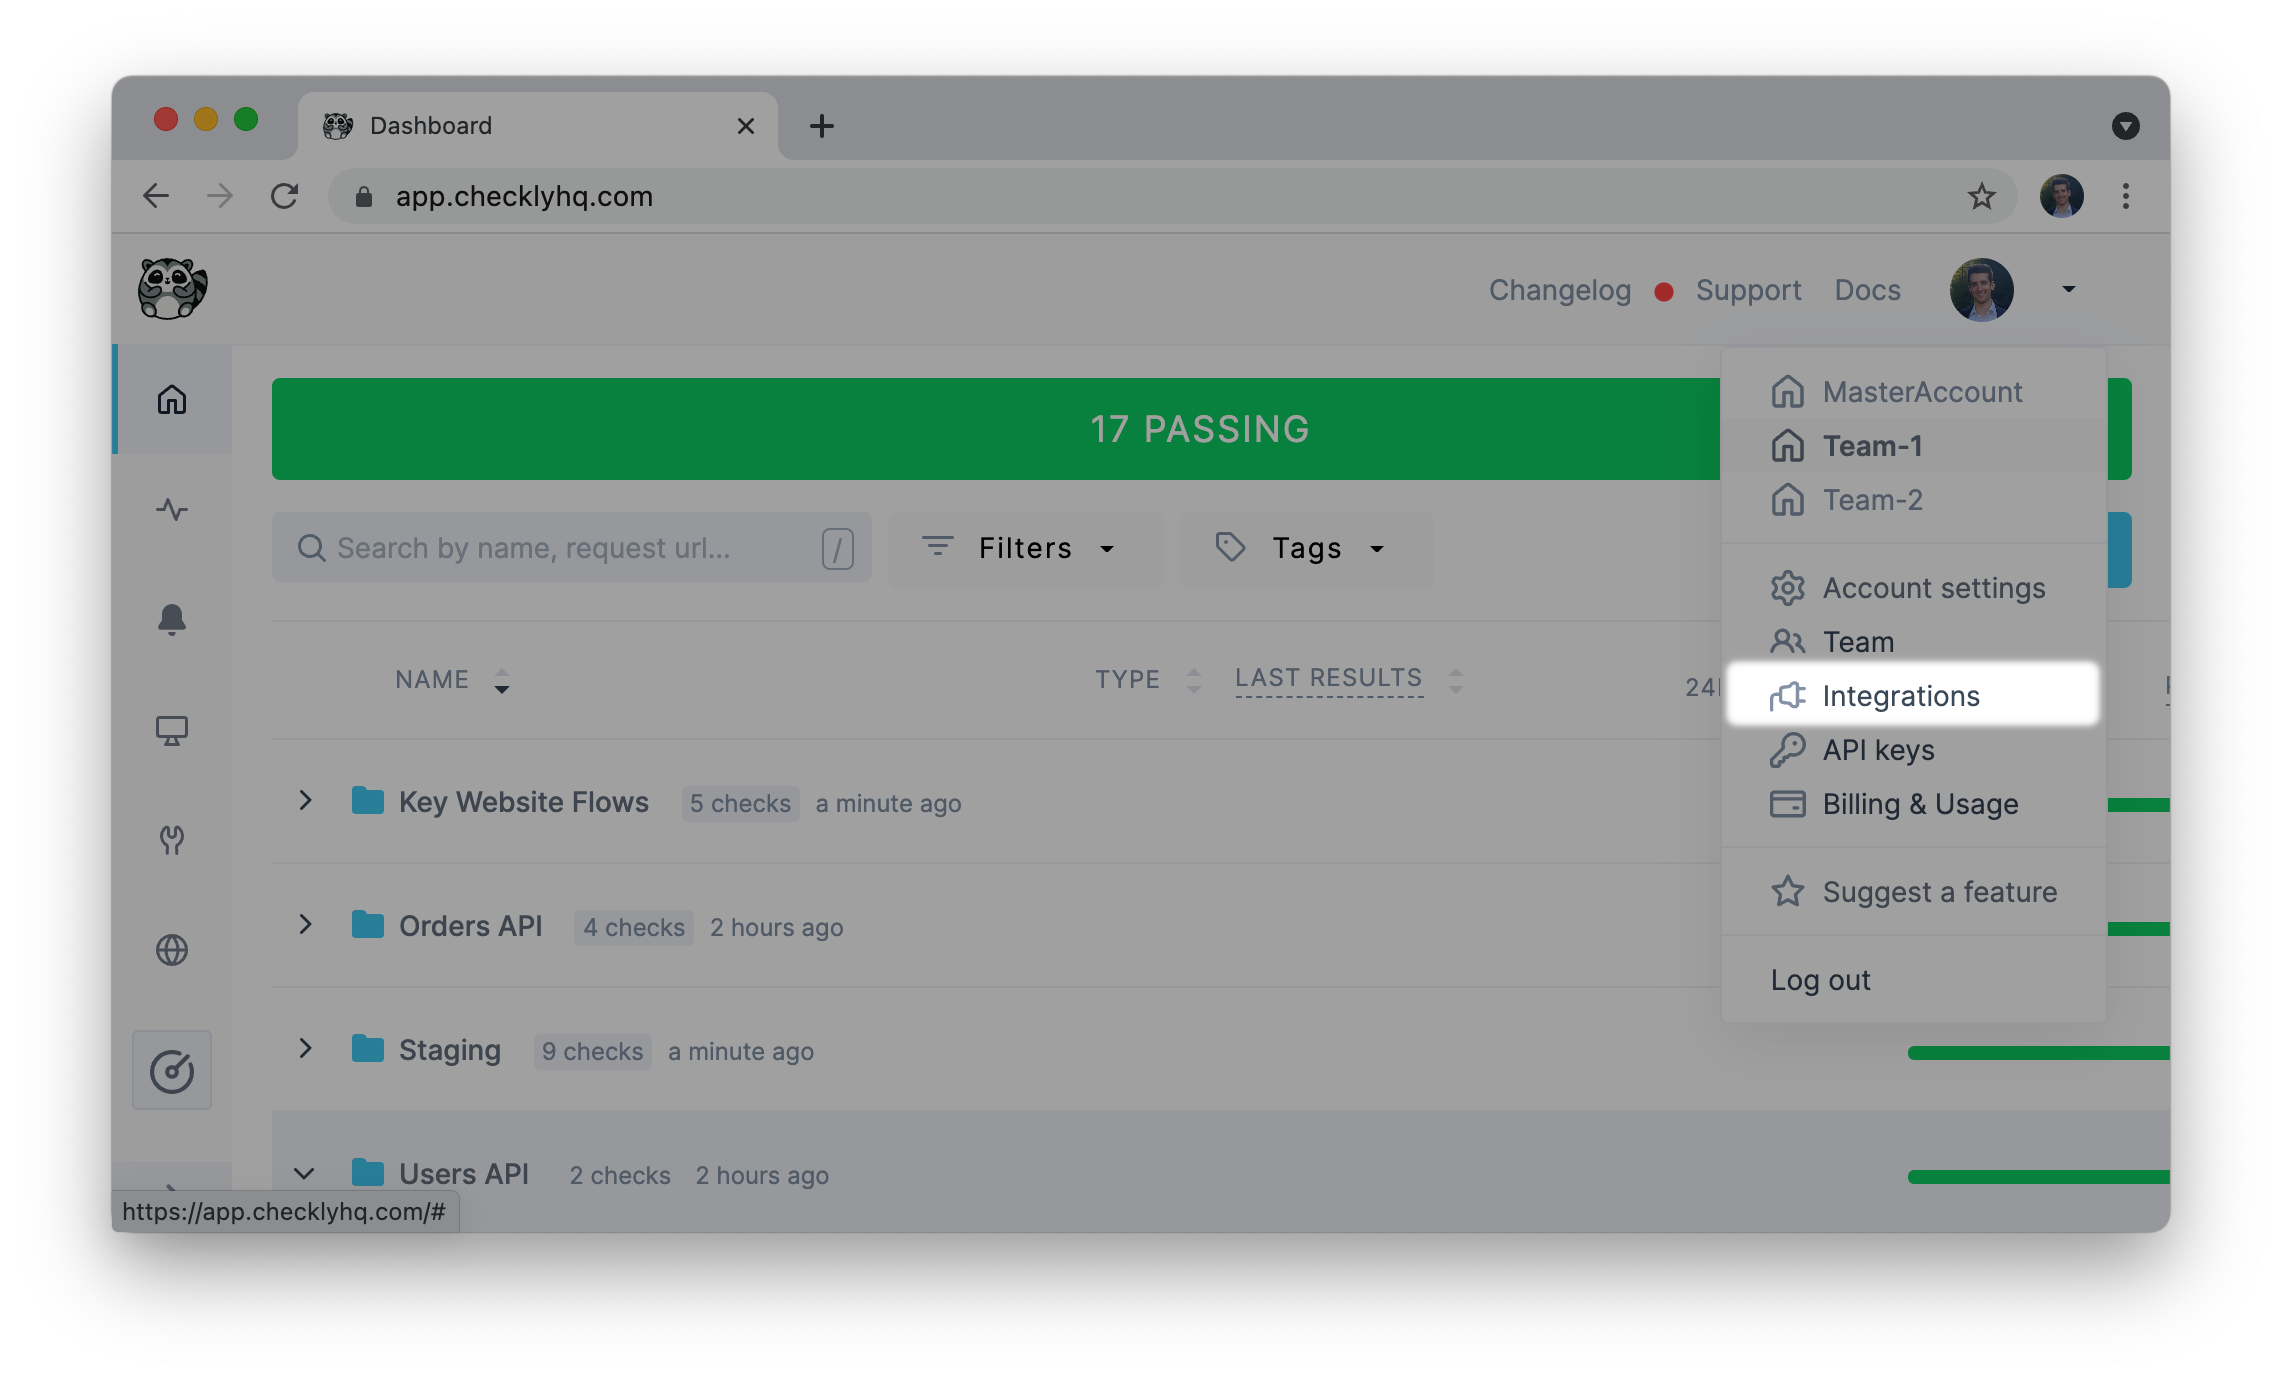 Dashboard
app.checklyhq.com
Changelog Support Docs
17 PASSING
MasterAccount
Team-1
Team-2
Search by name, request url... /
Filters
Tags
Account settings
Team
Integrations
API keys
Billing & Usage
Suggest a feature
Log out
NAME TYPE LAST RESULTS
Key Website Flows 5 checks a minute ago
Orders API 4 checks 2 hours ago
Staging 9 checks a minute ago
Users API 2 checks 2 hours ago
https://app.checklyhq.com/#